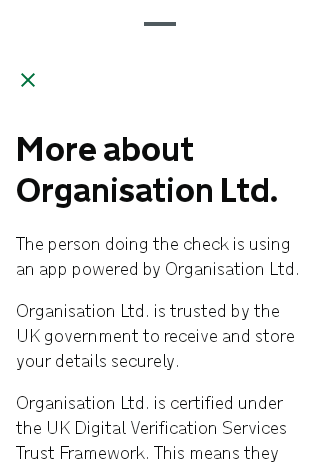 More about
Organisation Ltd.
The person doing the check is using
an app powered by Organisation Ltd.
Organisation Ltd. is trusted by the
UK government to receive and store
your details securely.
Organisation Ltd. is certified under
the UK Digital Verification Services
Trust Framework. This means they